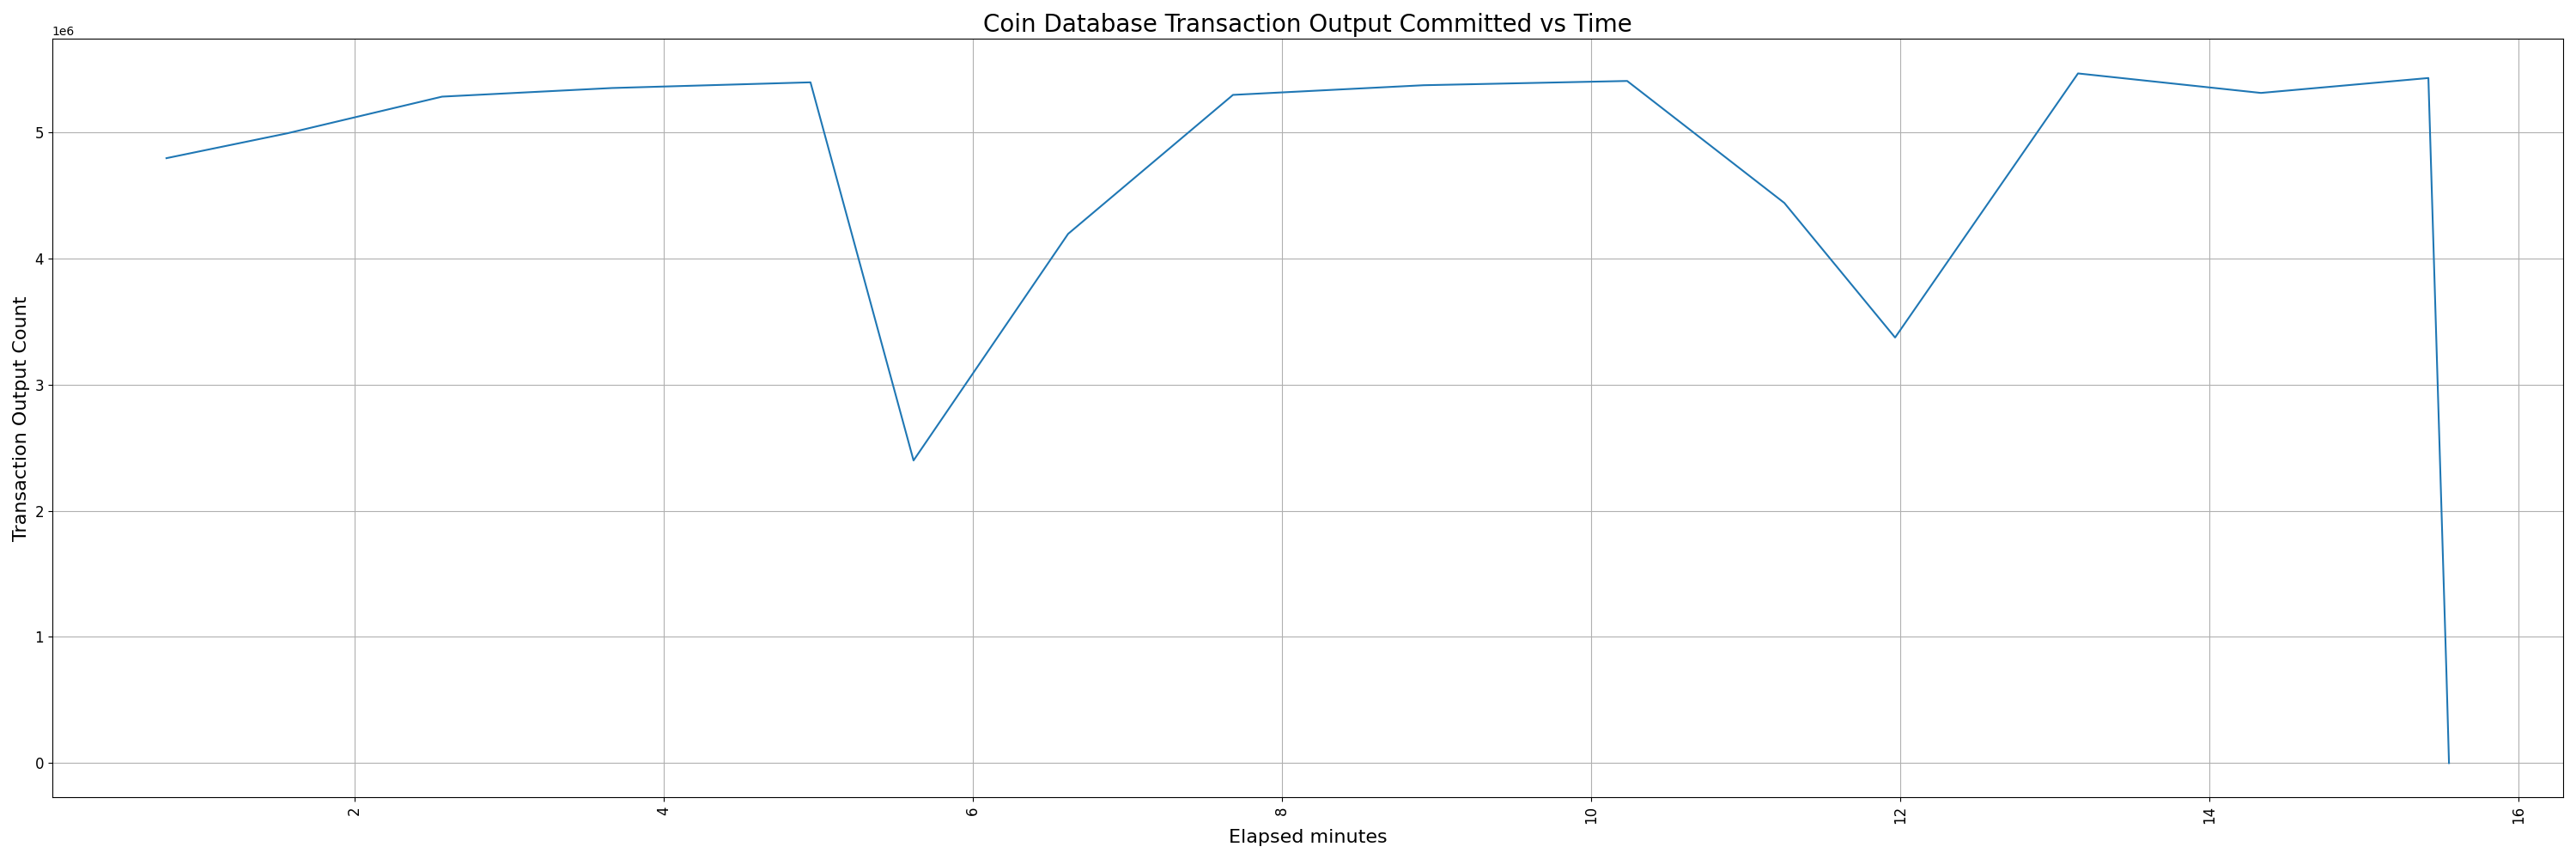 Coin Database Transaction Output Committed vs Time
1e6
Transaction Output Count
5
4
3
2
1
0
2 4 6 8 10 12 14 16
Elapsed minutes